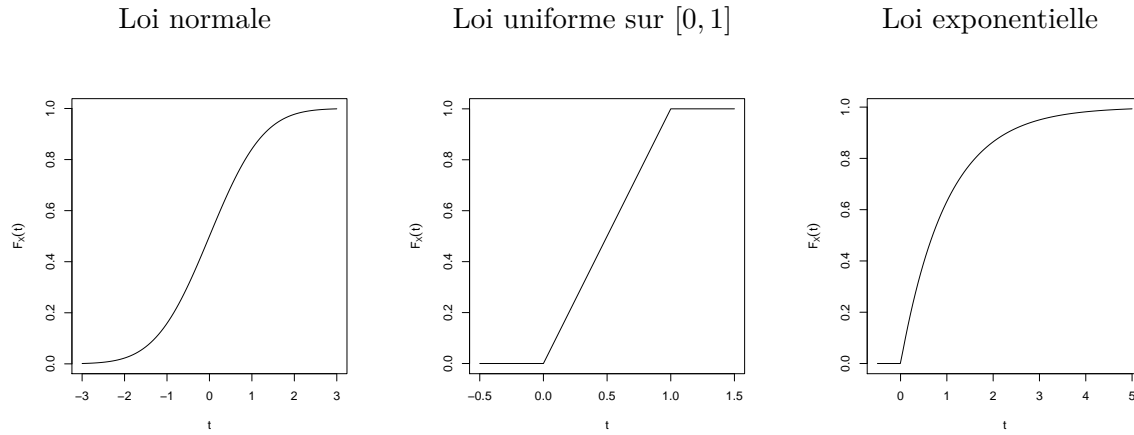 Loi normale
Loi uniforme sur [0, 1]
Loi exponentielle
F_X(t)
0.0 0.2 0.4 0.6 0.8 1.0
−3 −2 −1 0 1 2 3
t
F_X(t)
0.0 0.2 0.4 0.6 0.8 1.0
−0.5 0.0 0.5 1.0 1.5
t
F_X(t)
0.0 0.2 0.4 0.6 0.8 1.0
0 1 2 3 4 5
t